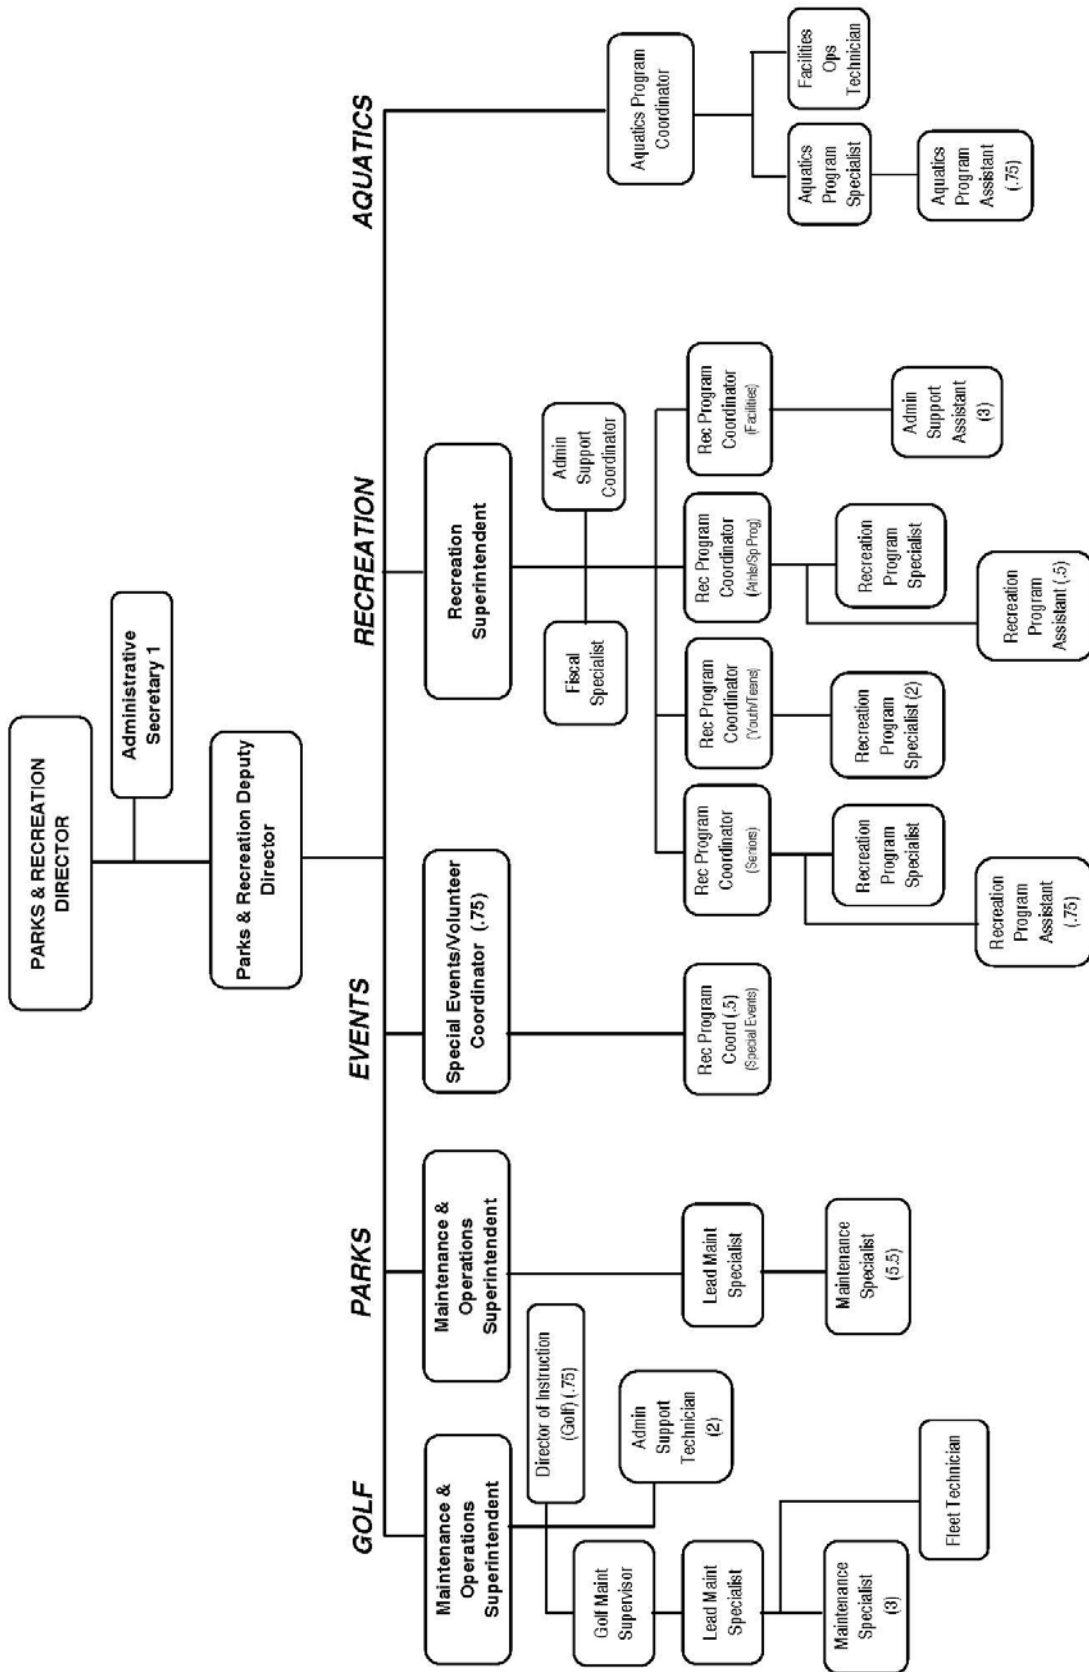 PARKS & RECREATION
DIRECTOR
Administrative
Secretary 1
Parks & Recreation Deputy
Director
GOLF
PARKS
EVENTS
RECREATION
AQUATICS
Maintenance &
Operations
Superintendent
Maintenance &
Operations
Superintendent
Special Events/Volunteer
Coordinator (.75)
Recreation
Superintendent
Director of Instruction
(Golf) (.75)
Fiscal
Specialist
Admin
Support
Coordinator
Aquatics Program
Coordinator
Golf Maint
Supervisor
Admin
Support
Technician
(2)
Lead Maint
Specialist
Lead Maint
Specialist
Rec Program
Coord (.5)
(Special Events)
Rec Program
Coordinator
(Seniors)
Rec Program
Coordinator
(Youth/Teens)
Rec Program
Coordinator
(Athls/Sp Prog)
Rec Program
Coordinator
(Facilities)
Aquatics
Program
Specialist
Facilities
Ops
Technician
Maintenance
Specialist
(3)
Maintenance
Specialist
(5.5)
Recreation
Program
Specialist
Recreation
Program
Specialist (2)
Recreation
Program
Specialist
Admin
Support
Assistant
(3)
Aquatics
Program
Assistant
(.75)
Fleet Technician
Recreation
Program
Assistant
(.75)
Recreation
Program
Assistant (.5)